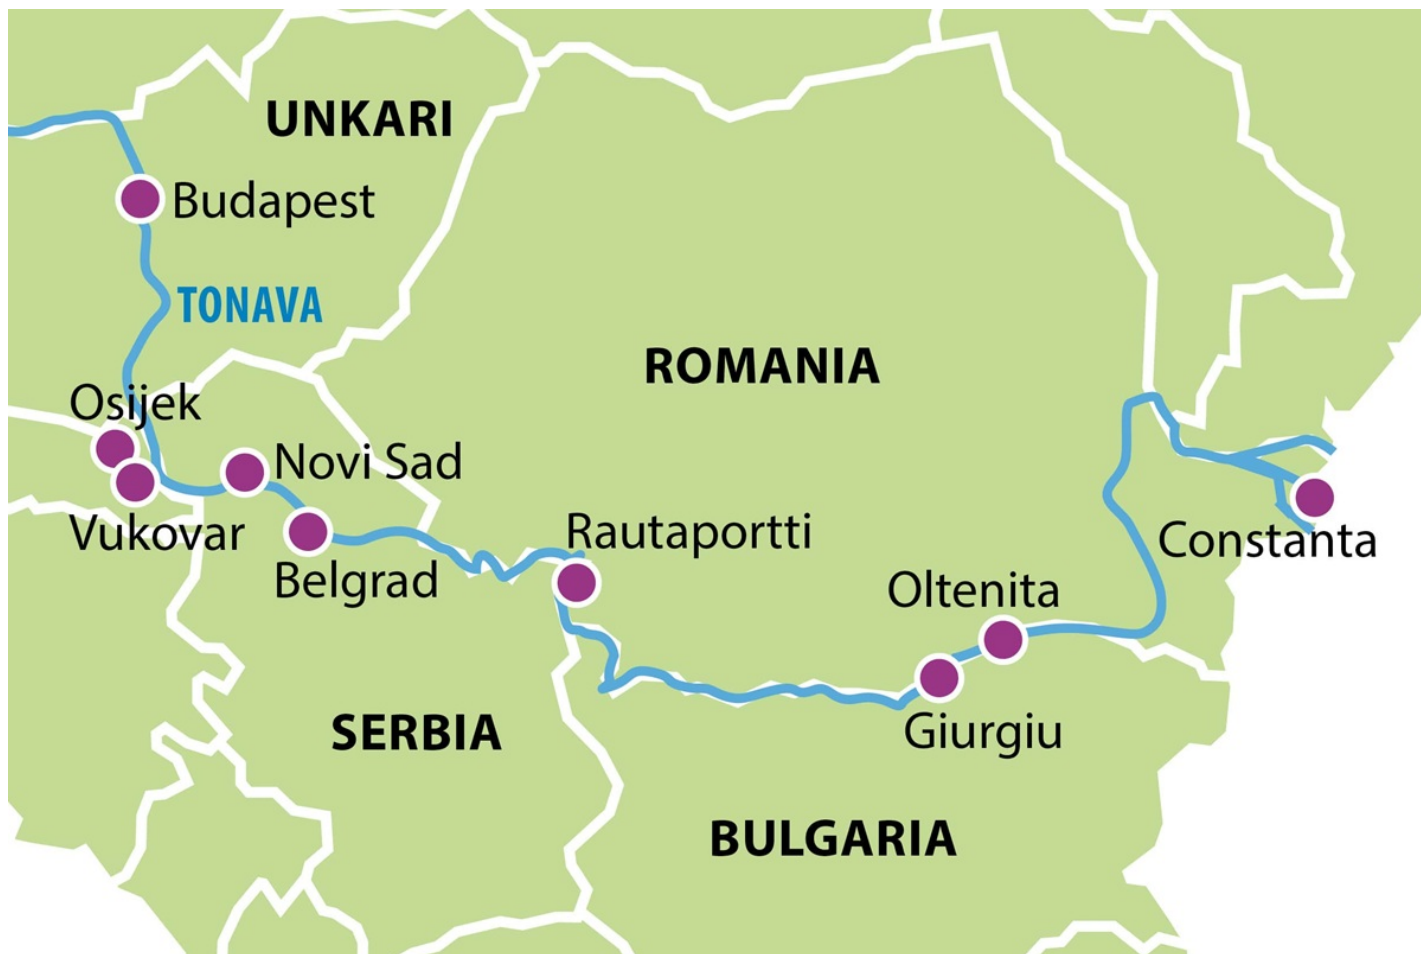 UNKARI
Budapest
TONAVA
ROMANIA
Osijek
Novi Sad
Vukovar
Rautaportti
Constanta
Belgrad
Oltenita
SERBIA
Giurgiu
BULGARIA